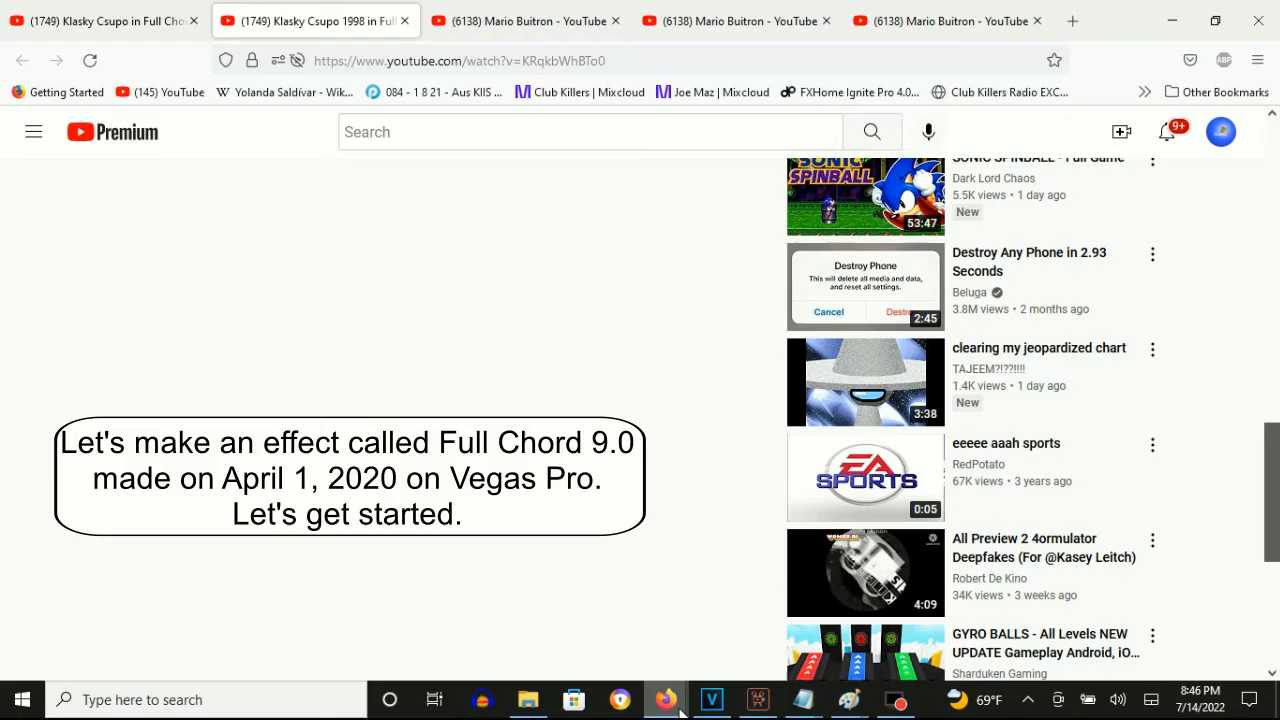 (1749) Klasky Csupo in Full Cho
(1749) Klasky Csupo 1998 in Full
(6138) Mario Buitron - YouTube
(6138) Mario Buitron - YouTube
(6138) Mario Buitron - YouTube
https://www.youtube.com/watch?v=KRqkbWhBTo0
ABP
Getting Started
(145) YouTube
Yolanda Saldívar - Wik...
084 - 1 8 21 - Aus KIIS ...
Club Killers | Mixcloud
Joe Maz | Mixcloud
FXHome Ignite Pro 4.0...
Club Killers Radio EXC...
Other Bookmarks
Premium
Search
9+
SONIC SPINBALL - Full Game
SONIC
SPINBALL
Dark Lord Chaos
5.5K views • 1 day ago
New
53:47
Destroy Any Phone in 2.93
Seconds
Destroy Phone
This will delete all media and data,
and reset all settings.
Cancel
Destr
2:45
Beluga
3.8M views • 2 months ago
clearing my jeopardized chart
TAJEEM?!??!!!!
1.4K views • 1 day ago
New
3:38
Let's make an effect called Full Chord 9.0
made on April 1, 2020 on Vegas Pro.
Let's get started.
eeeee aaah sports
RedPotato
67K views • 3 years ago
EA
SPORTS
0:05
All Preview 2 4ormulator
Deepfakes (For @Kasey Leitch)
Robert De Kino
34K views • 3 weeks ago
4:09
GYRO BALLS - All Levels NEW
UPDATE Gameplay Android, iO...
Sharduken Gaming
Type here to search
69°F
8:46 PM
7/14/2022